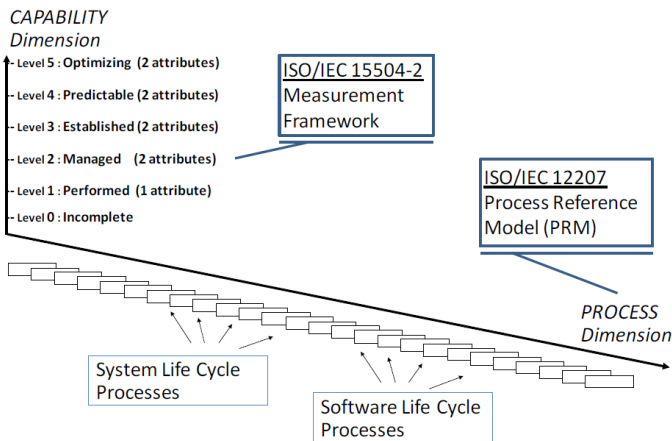 CAPABILITY
Dimension
Level 5 : Optimizing (2 attributes)
Level 4 : Predictable (2 attributes)
Level 3 : Established (2 attributes)
Level 2 : Managed (2 attributes)
Level 1 : Performed (1 attribute)
Level 0 : Incomplete
ISO/IEC 15504-2
Measurement
Framework
ISO/IEC 12207
Process Reference
Model (PRM)
PROCESS
Dimension
System Life Cycle
Processes
Software Life Cycle
Processes